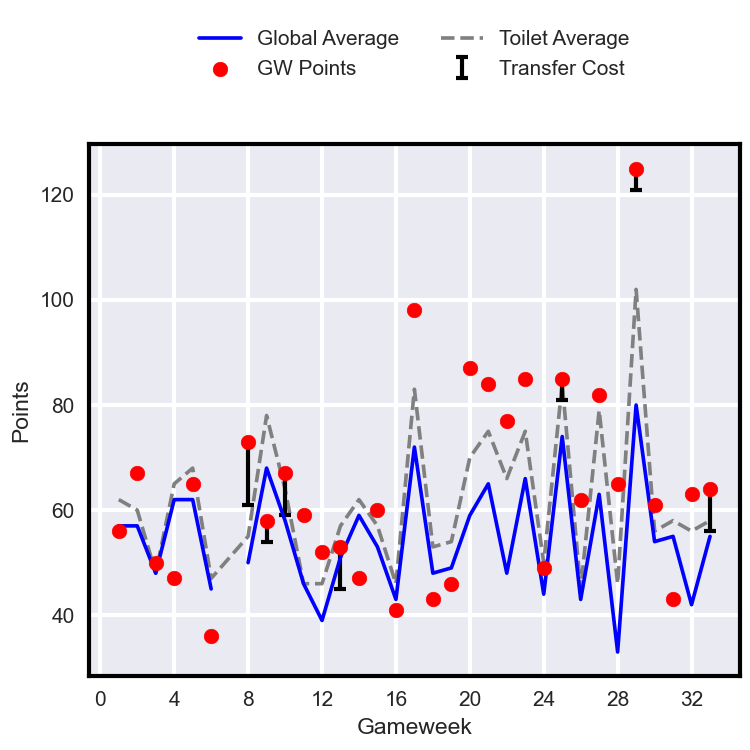 Global Average
Toilet Average
GW Points
Transfer Cost
120
100
80
60
40
Points
0 4 8 12 16 20 24 28 32
Gameweek